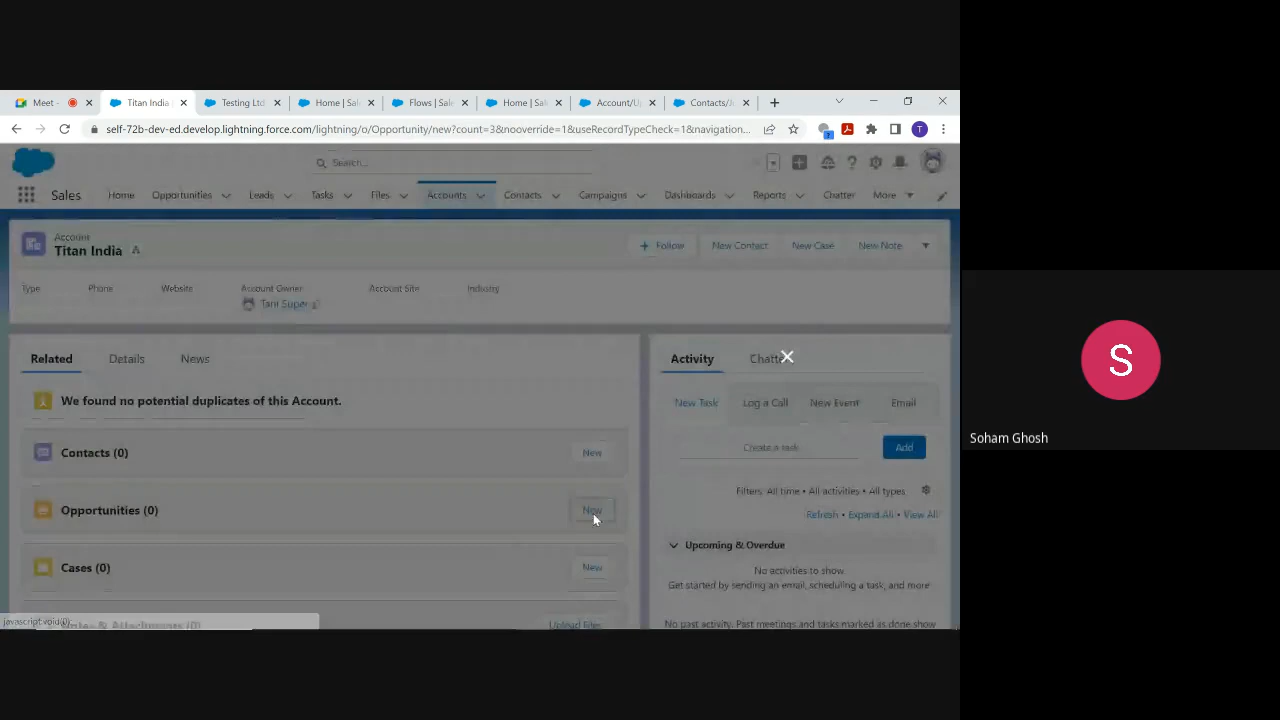 Meet -
Titan India
Testing Ltd
Home | Sal
Flows | Sale
Home | Sal
Account/U
Contacts/J
self-72b-dev-ed.develop.lightning.force.com/lightning/o/Opportunity/new?count=3&nooverride=1&useRecordTypeCheck=1&navigation...
T
Search...
Sales
Home
Opportunities
Leads
Tasks
Files
Accounts
Contacts
Campaigns
Dashboards
Reports
Chatter
More
Account
Titan India
Follow
New Contact
New Case
New Note
Type
Phone
Website
Account Owner
Account Site
Industry
Tani Super
Related
Details
News
We found no potential duplicates of this Account.
Contacts (0)
New
Opportunities (0)
New
Cases (0)
New
Notes & Attachments (0)
Upload Files
javascript:void(0);
Activity
Chatter
New Task
Log a Call
New Event
Email
Create a task...
Add
Filters: All time • All activities • All types
Refresh • Expand All • View All
Upcoming & Overdue
No activities to show.
Get started by sending an email, scheduling a task, and more
No past activity. Past meetings and tasks marked as done show
S
Soham Ghosh